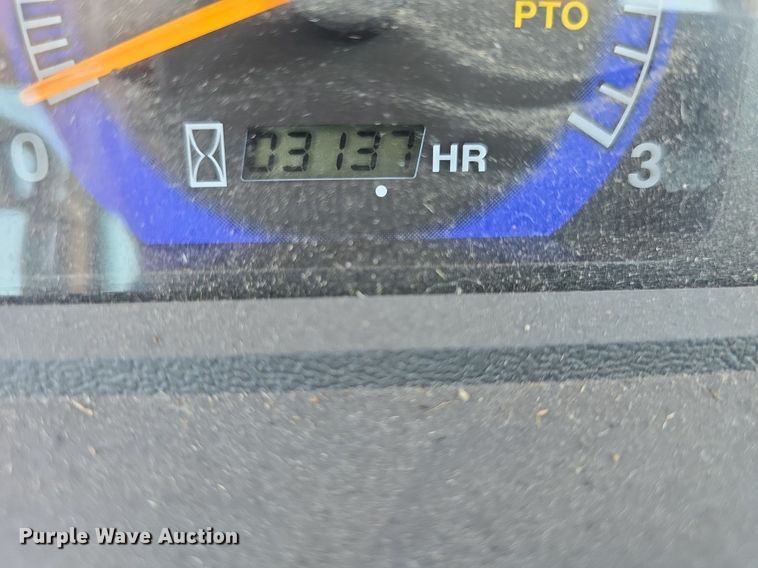 PTO
0 03137 HR 3
Purple Wave Auction